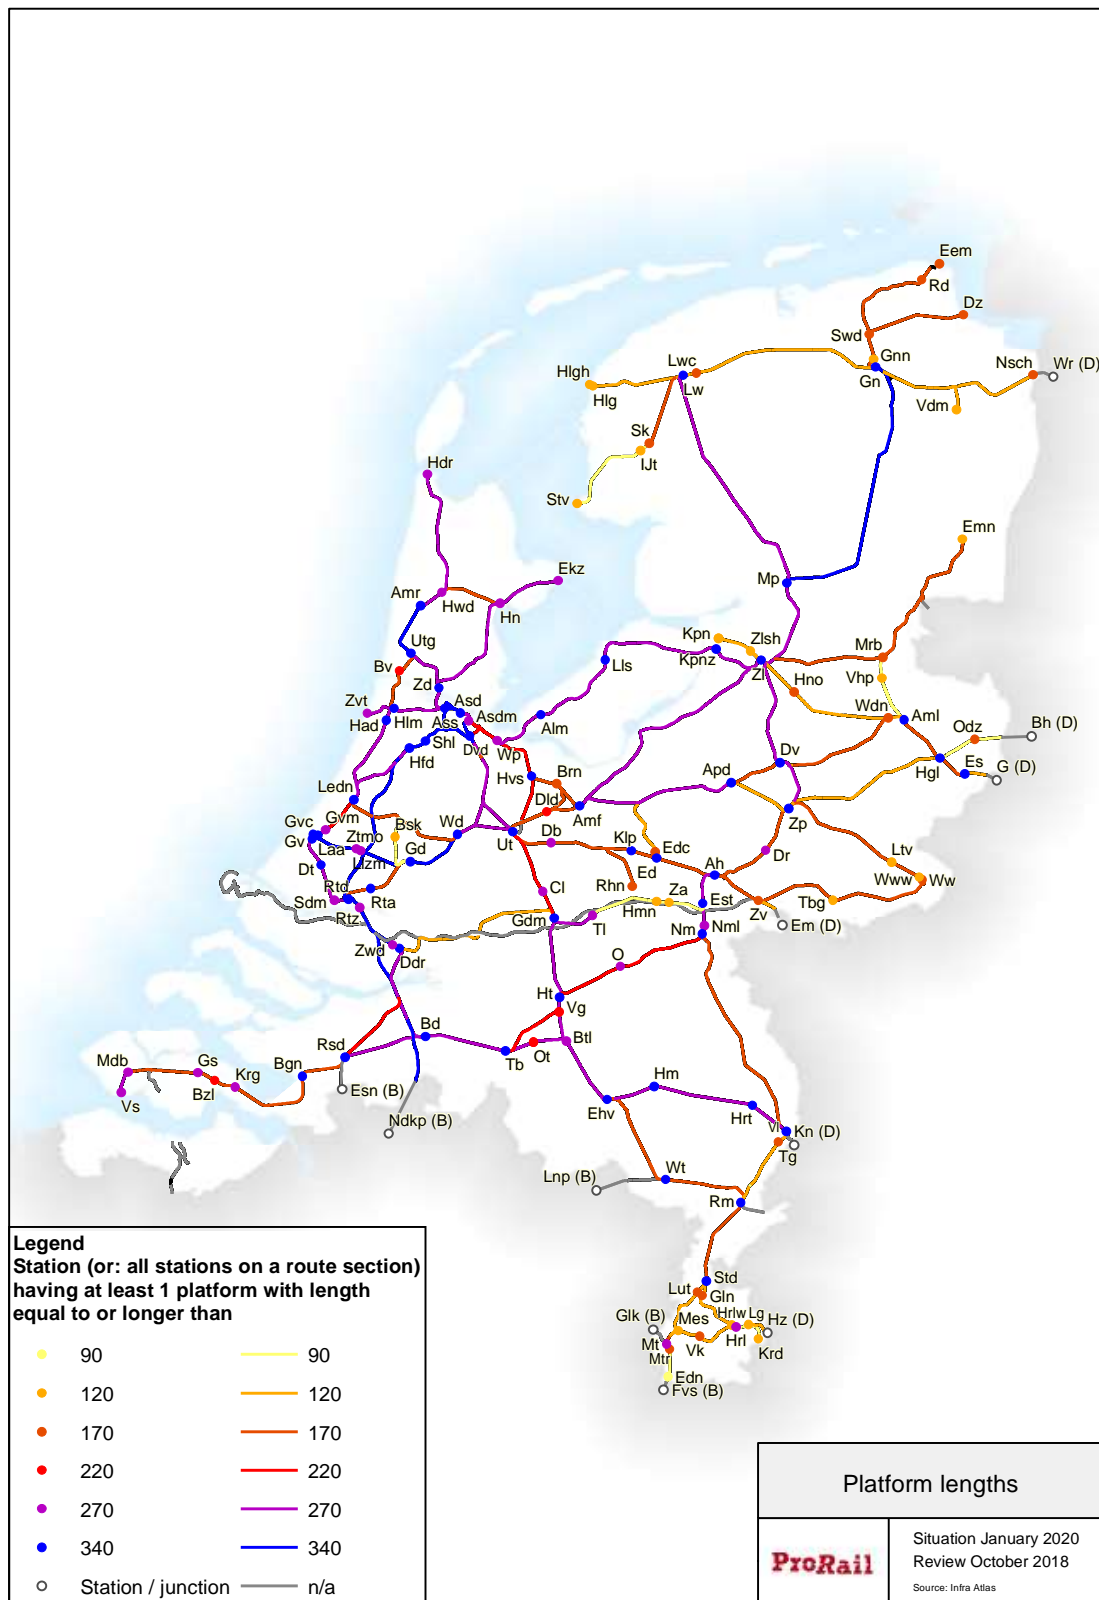 Eem
Rd
Dz
Swd
Gnn
Lwc
Nsch
Wr (D)
Hlgh
Gn
Lw
Hlg
Vdm
Sk
IJt
Hdr
Stv
Emn
Ekz
Mp
Amr
Hwd
Hn
Kpn
Zlsh
Utg
Mrb
Kpnz
Lls
Zl
Bv
Vhp
Zd
Hno
Zvt
Asd
Wdn
Hlm
Ass
Asdm
Aml
Had
Alm
Odz
Bh (D)
Shl
Dvd
Wp
Hfd
Dv
Hgl
Es
G (D)
Hvs
Brn
Apd
Ledn
Dld
Gvm
Amf
Gvc
Bsk
Zp
Gv
Ztmo
Wd
Ut
Db
Laa
Gd
Klp
Edc
Llzm
Dr
Ltv
Dt
Ed
Ah
Rtd
Rhn
Www
Ww
Rta
Za
Sdm
Est
Cl
Tbg
Rtz
Hmn
Zv
Gdm
Tl
Em (D)
Nml
Nm
Zwd
Ddr
O
Ht
Vg
Bd
Btl
Rsd
Mdb
Gs
Bgn
Tb
Ot
Krg
Hm
Bzl
Esn (B)
Vs
Hrt
Ehv
Ndkp (B)
Vl
Kn (D)
Tg
Lnp (B)
Wt
Rm
Std
Lut
Gln
Glk (B)
Mes
Hrlw
Lg
Hz (D)
Mt
Hrl
Vk
Krd
Mtr
Edn
Fvs (B)
Legend
Station (or: all stations on a route section)
having at least 1 platform with length
equal to or longer than
90 90
120 120
170 170
220 220
270 270
340 340
Station / junction n/a
Platform lengths
ProRail
Situation January 2020
Review October 2018
Source: Infra Atlas